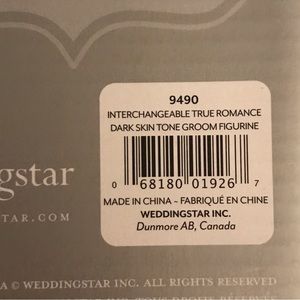 9490
INTERCHANGEABLE TRUE ROMANCE
DARK SKIN TONE GROOM FIGURINE
0 68180 01926 7
MADE IN CHINA - FABRIQUÉ EN CHINE
WEDDINGSTAR INC.
Dunmore AB, Canada
gstar
STAR.COM
A © WEDDINGSTAR INC. ALL RIGHTS RESERVED